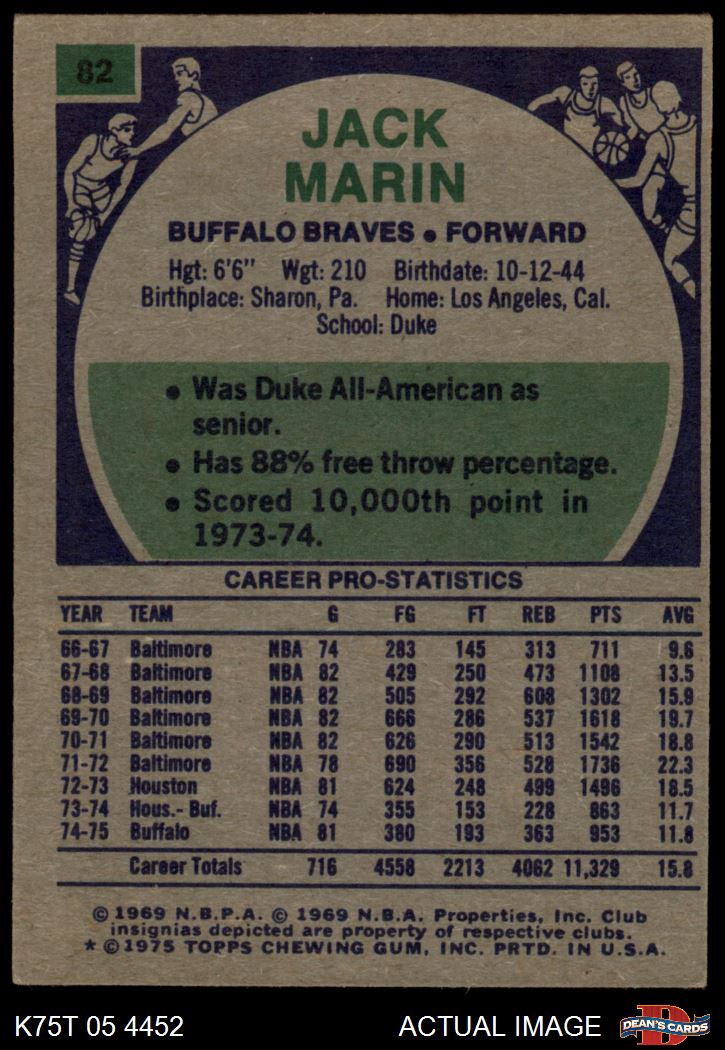 82
JACK
MARIN
BUFFALO BRAVES • FORWARD
Hgt: 6'6" Wgt: 210 Birthdate: 10-12-44
Birthplace: Sharon, Pa. Home: Los Angeles, Cal.
School: Duke
• Was Duke All-American as
senior.
• Has 88% free throw percentage.
• Scored 10,000th point in
1973-74.
CAREER PRO-STATISTICS
YEAR TEAM G FG FT REB PTS AVG
66-67 Baltimore NBA 74 283 145 313 711 9.6
67-68 Baltimore NBA 82 429 250 473 1108 13.5
68-69 Baltimore NBA 82 505 292 608 1302 15.9
69-70 Baltimore NBA 82 666 286 537 1618 19.7
70-71 Baltimore NBA 82 626 290 513 1542 18.8
71-72 Baltimore NBA 78 690 356 528 1736 22.3
72-73 Houston NBA 81 624 248 499 1496 18.5
73-74 Hous.- Buf. NBA 74 355 153 228 863 11.7
74-75 Buffalo NBA 81 380 193 363 953 11.8
Career Totals 716 4558 2213 4062 11,329 15.8
© 1969 N.B.P.A. © 1969 N.B.A. Properties, Inc. Club
insignias depicted are property of respective clubs.
* © 1975 TOPPS CHEWING GUM, INC. PRTD. IN U.S.A.
K75T 05 4452 ACTUAL IMAGE D DEAN'S CARDS